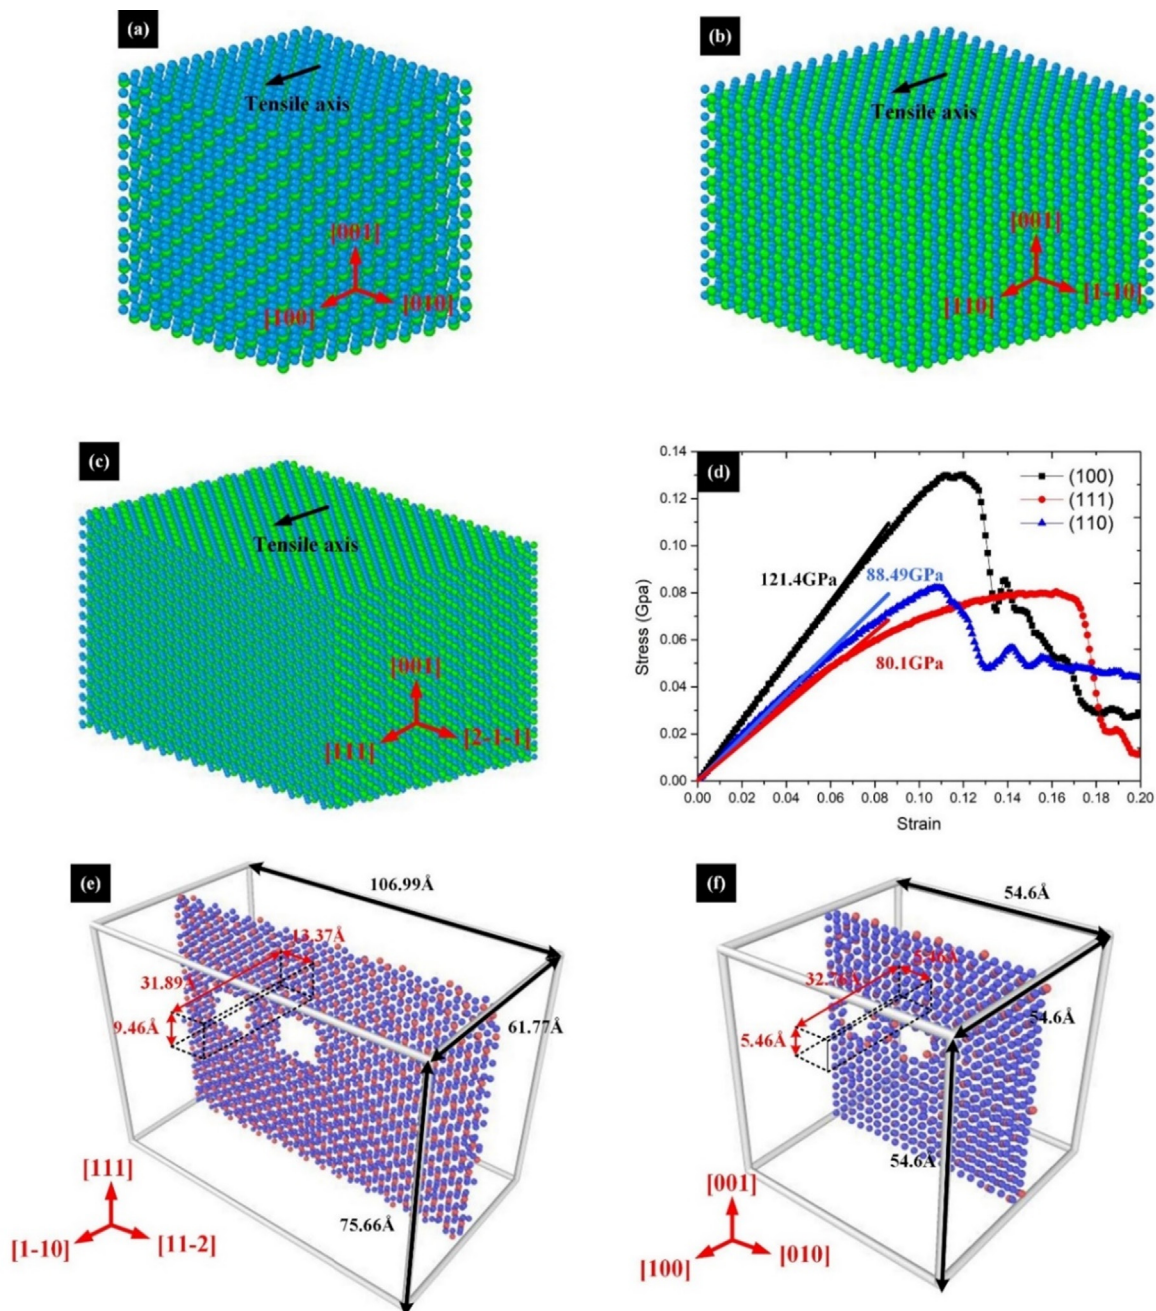 (a)
Tensile axis
[001]
[100]
[010]
(b)
Tensile axis
[001]
[110]
[1-10]
(c)
Tensile axis
[001]
[111]
[2-1-1]
(d)
0.14
0.12
0.10
0.08
0.06
0.04
0.02
0.00
Stress (Gpa)
(100)
(111)
(110)
121.4GPa
88.49GPa
80.1GPa
0.00 0.02 0.04 0.06 0.08 0.10 0.12 0.14 0.16 0.18 0.20
Strain
(e)
106.99Å
13.37Å
31.89Å
9.46Å
61.77Å
75.66Å
[111]
[1-10]
[11-2]
(f)
54.6Å
32.76Å
5.46Å
54.6Å
54.6Å
[001]
[100]
[010]